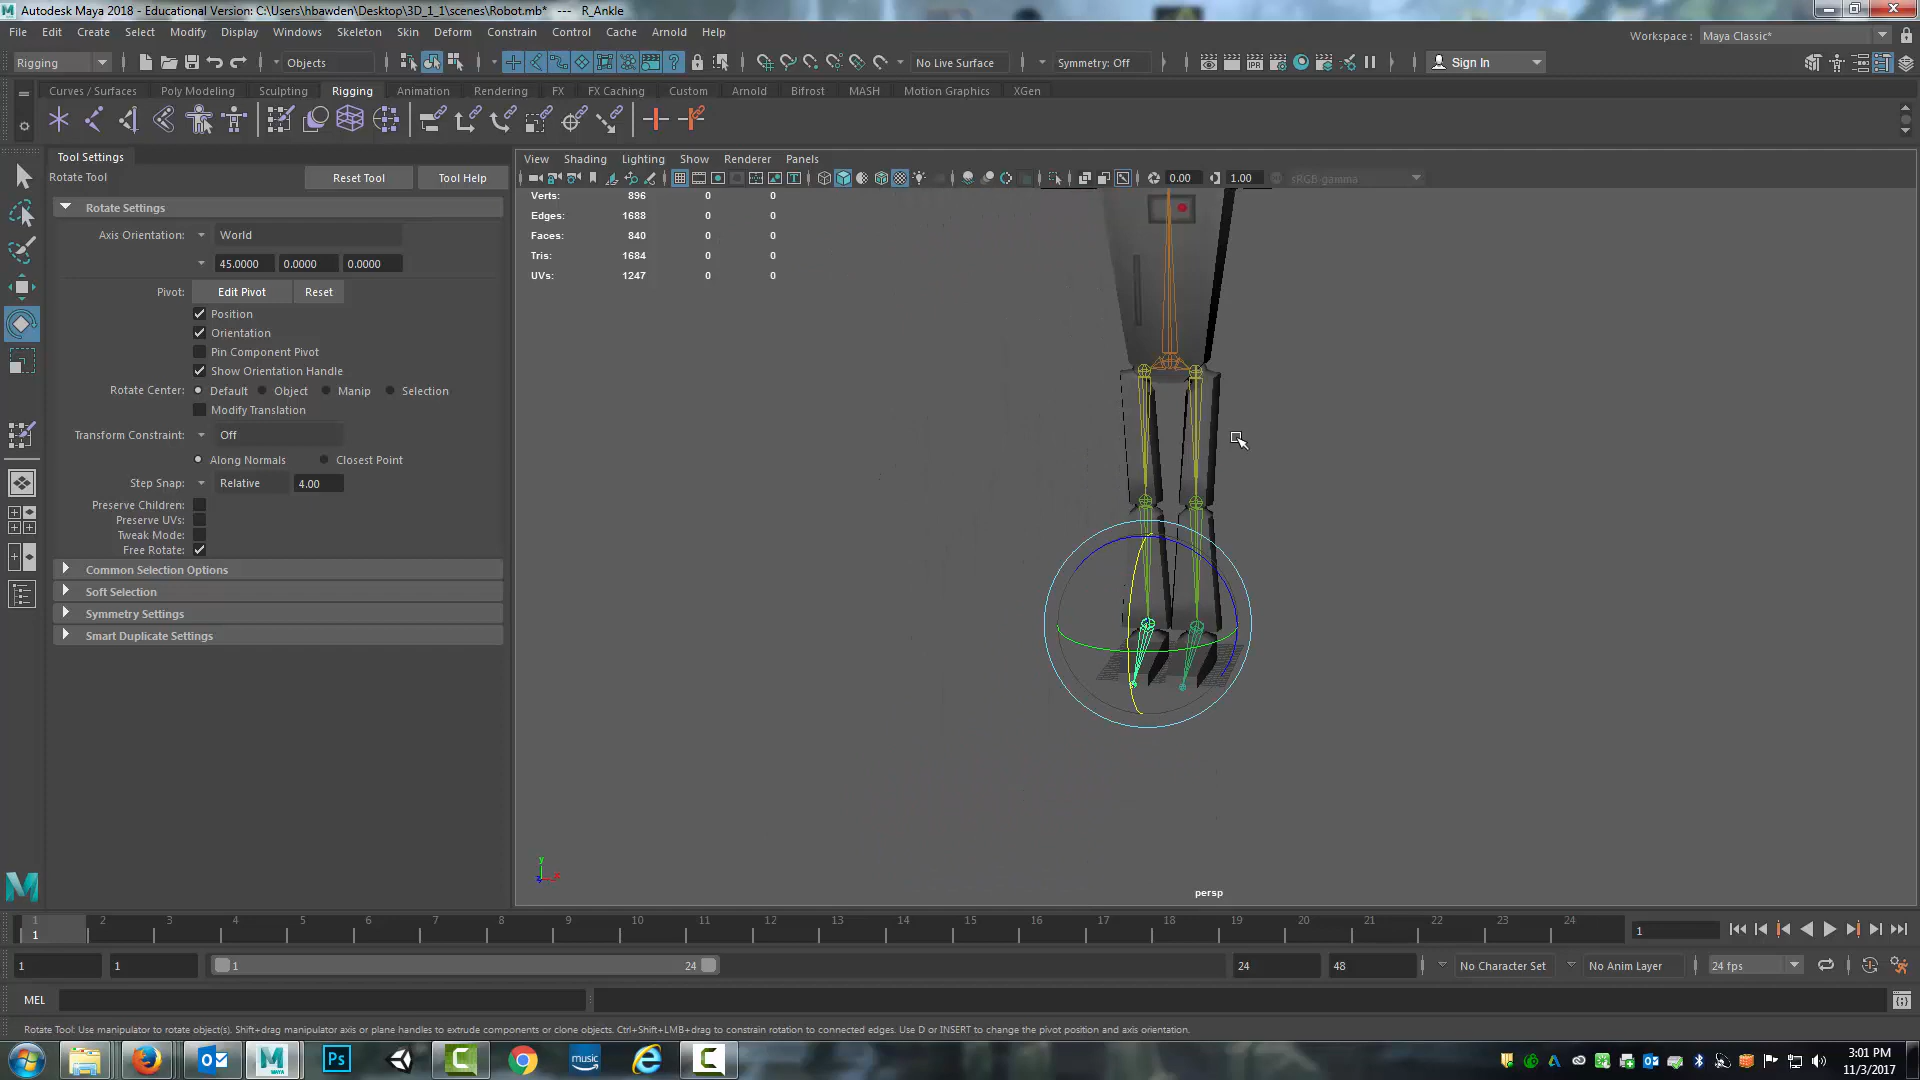 Autodesk Maya 2018 - Educational Version: C:\Users\hbawden\Desktop\3D_1_1\scenes\Robot.mb* --- R_Ankle
File Edit Create Select Modify Display Windows Skeleton Skin Deform Constrain Control Cache Arnold Help
Workspace: Maya Classic*
Rigging Objects No Live Surface Symmetry: Off Sign In
Curves / Surfaces Poly Modeling Sculpting Rigging Animation Rendering FX FX Caching Custom Arnold Bifrost MASH Motion Graphics XGen
Tool Settings
Rotate Tool Reset Tool Tool Help
Rotate Settings
Axis Orientation: World
45.0000 0.0000 0.0000
Pivot: Edit Pivot Reset
Position
Orientation
Pin Component Pivot
Show Orientation Handle
Rotate Center: Default Object Manip Selection
Modify Translation
Transform Constraint: Off
Along Normals Closest Point
Step Snap: Relative 4.00
Preserve Children:
Preserve UVs:
Tweak Mode:
Free Rotate:
Common Selection Options
Soft Selection
Symmetry Settings
Smart Duplicate Settings
View Shading Lighting Show Renderer Panels
0.00 1.00 sRGB gamma
Verts: 896 0 0
Edges: 1688 0 0
Faces: 840 0 0
Tris: 1684 0 0
UVs: 1247 0 0
y
x
z
persp
1 2 3 4 5 6 7 8 9 10 11 12 13 14 15 16 17 18 19 20 21 22 23 24
1
1
1 1 1 24 24 48 No Character Set No Anim Layer 24 fps
MEL
Rotate Tool: Use manipulator to rotate object(s). Shift+drag manipulator axis or plane handles to extrude components or clone objects. Ctrl+Shift+LMB+drag to constrain rotation to connected edges. Use D or INSERT to change the pivot position and axis orientation.
MAYA
Ps
music
3:01 PM
11/3/2017